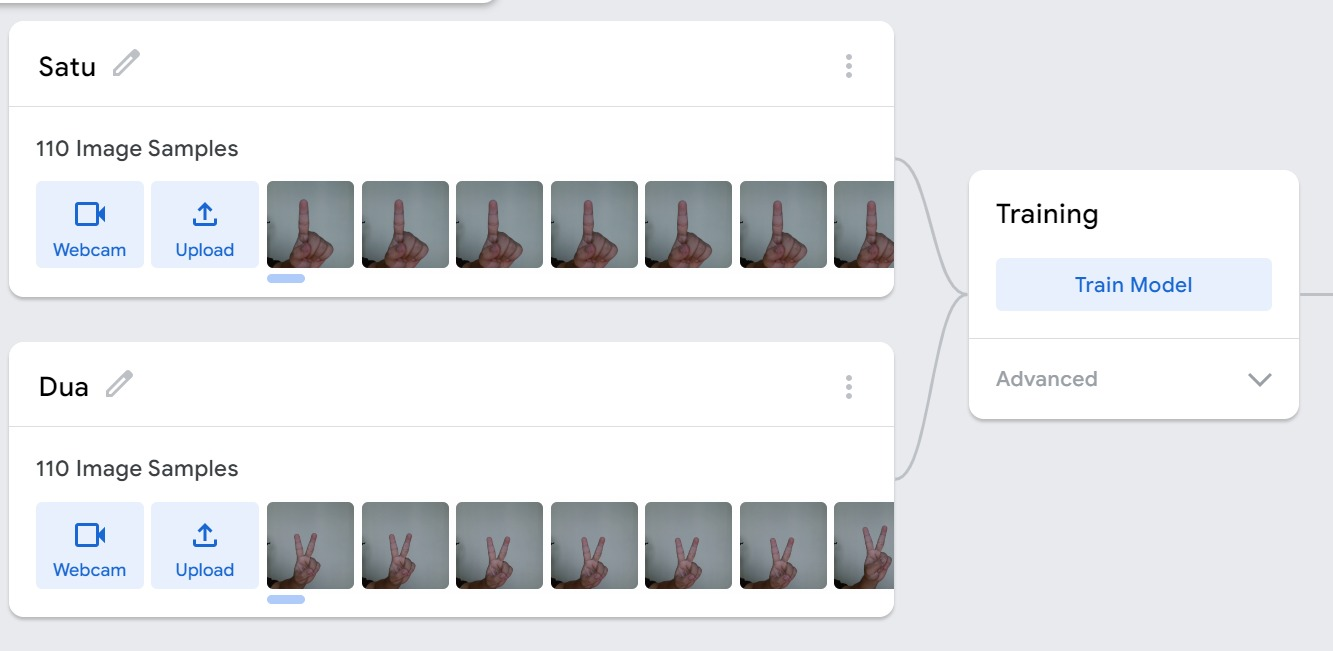 Satu
110 Image Samples
Webcam
Upload
Dua
110 Image Samples
Webcam
Upload
Training
Train Model
Advanced